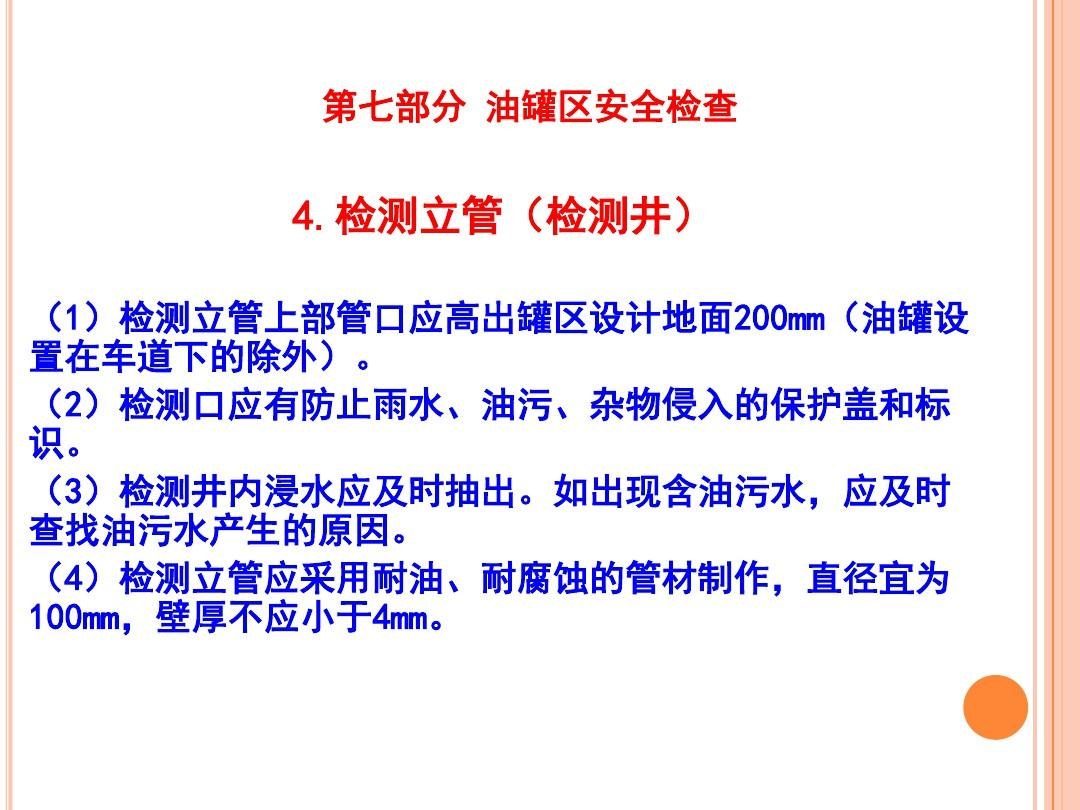 第七部分 油罐区安全检查
4.检测立管（检测井）
（1）检测立管上部管口应高出罐区设计地面200mm（油罐设
置在车道下的除外）。
（2）检测口应有防止雨水、油污、杂物侵入的保护盖和标
识。
（3）检测井内浸水应及时抽出。如出现含油污水，应及时
查找油污水产生的原因。
（4）检测立管应采用耐油、耐腐蚀的管材制作，直径宜为
100mm，壁厚不应小于4mm。